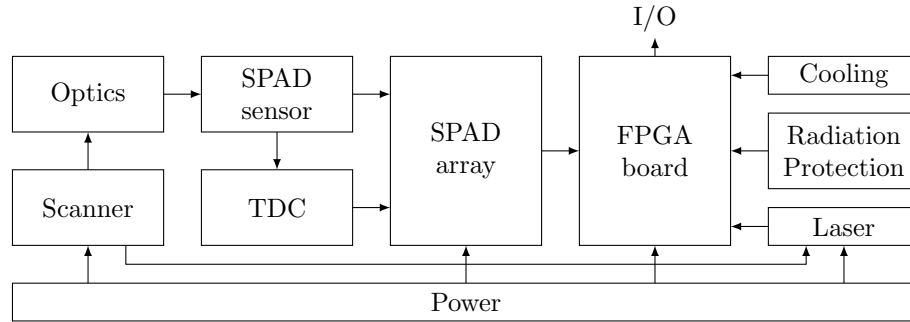 I/O
Optics
SPAD
sensor
SPAD
array
FPGA
board
Cooling
Radiation
Protection
Scanner
TDC
Laser
Power